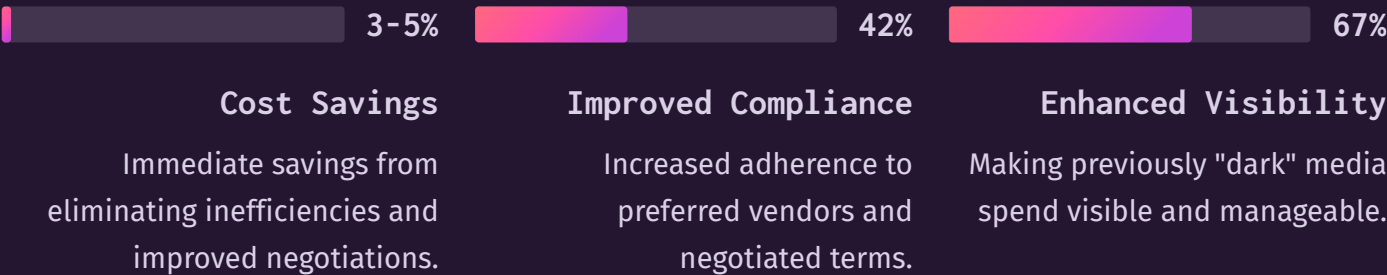 3-5%
Cost Savings
Immediate savings from
eliminating inefficiencies and
improved negotiations.
42%
Improved Compliance
Increased adherence to
preferred vendors and
negotiated terms.
67%
Enhanced Visibility
Making previously "dark" media
spend visible and manageable.